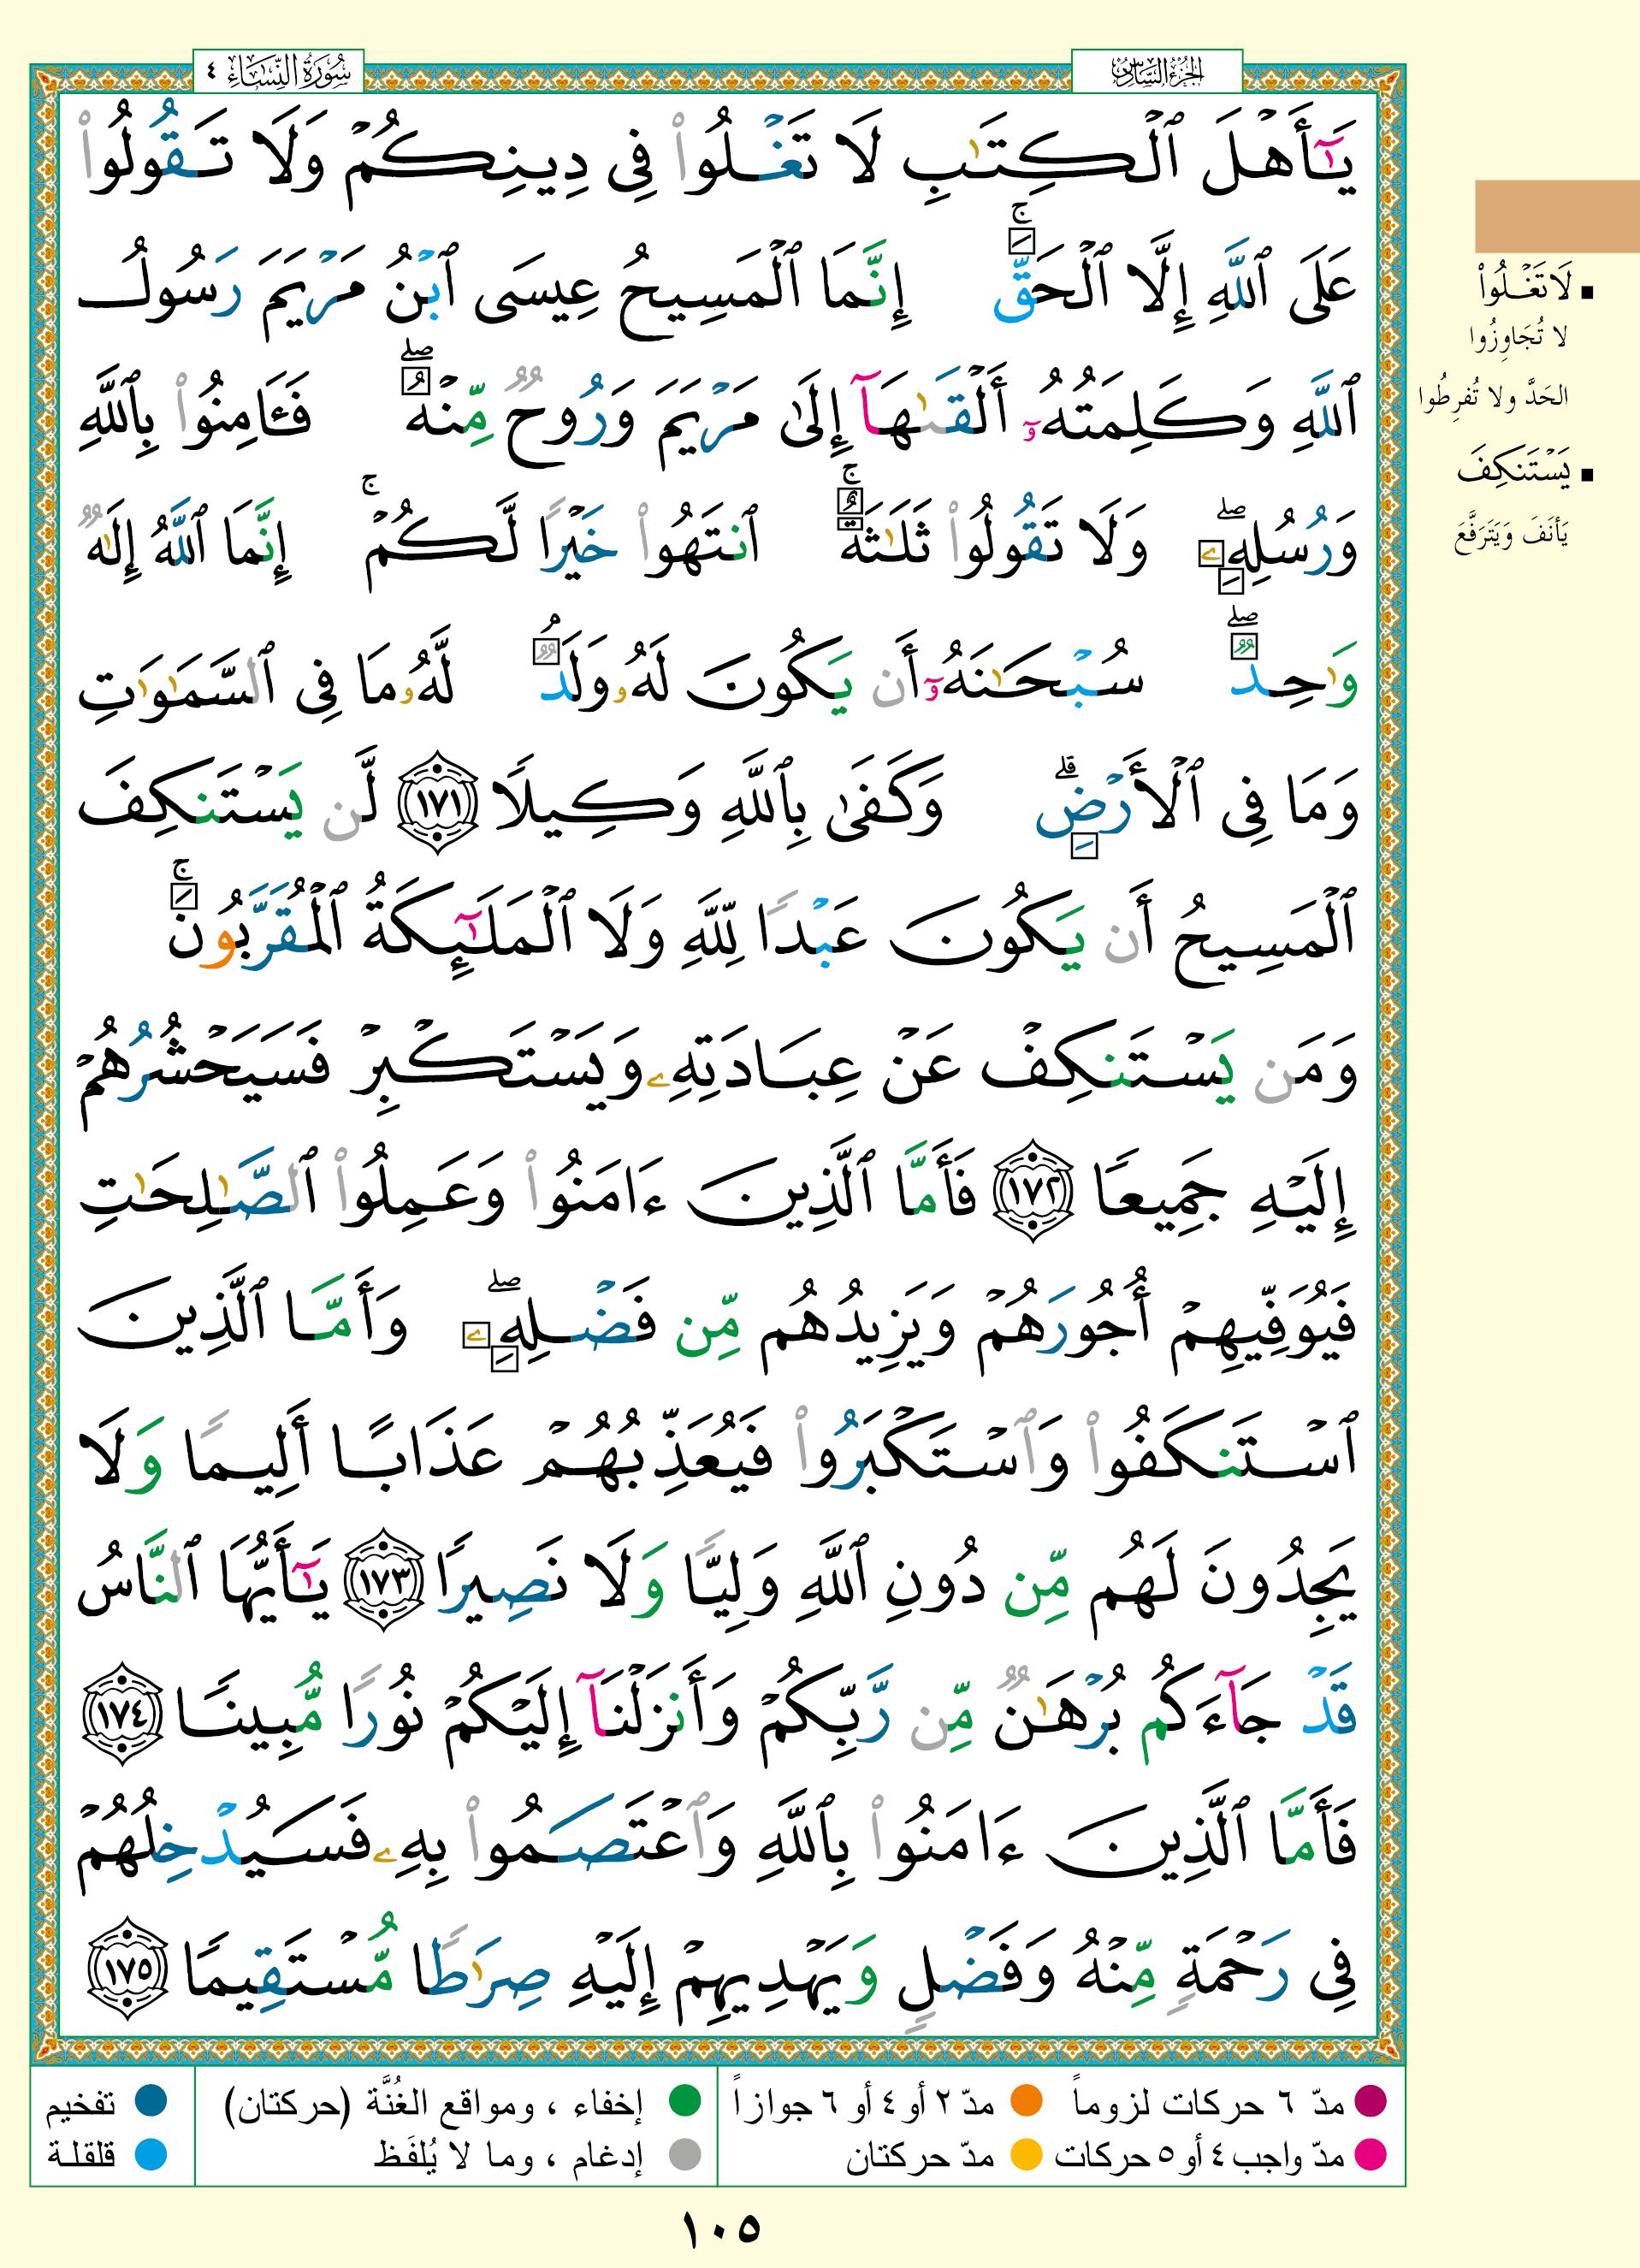 الجزء السادس
سورة النساء ٤
يَـٰٓأَهْلَ ٱلْكِتَـٰبِ لَا تَغْلُوا۟ فِى دِينِكُمْ وَلَا تَقُولُوا۟
عَلَى ٱللَّهِ إِلَّا ٱلْحَقَّ ۚ إِنَّمَا ٱلْمَسِيحُ عِيسَى ٱبْنُ مَرْيَمَ رَسُولُ
ٱللَّهِ وَكَلِمَتُهُۥٓ أَلْقَىٰهَآ إِلَىٰ مَرْيَمَ وَرُوحٌ مِّنْهُ ۖ فَـَٔامِنُوا۟ بِٱللَّهِ
وَرُسُلِهِۦ ۖ وَلَا تَقُولُوا۟ ثَلَـٰثَةٌ ۚ ٱنتَهُوا۟ خَيْرًا لَّكُمْ ۚ إِنَّمَا ٱللَّهُ إِلَـٰهٌ
وَٰحِدٌ ۖ سُبْحَـٰنَهُۥٓ أَن يَكُونَ لَهُۥ وَلَدٌ ۘ لَّهُۥ مَا فِى ٱلسَّمَـٰوَٰتِ
وَمَا فِى ٱلْأَرْضِ ۗ وَكَفَىٰ بِٱللَّهِ وَكِيلًا ١٧١ لَّن يَسْتَنكِفَ
ٱلْمَسِيحُ أَن يَكُونَ عَبْدًا لِّلَّهِ وَلَا ٱلْمَلَـٰٓئِكَةُ ٱلْمُقَرَّبُونَ ۚ
وَمَن يَسْتَنكِفْ عَنْ عِبَادَتِهِۦ وَيَسْتَكْبِرْ فَسَيَحْشُرُهُمْ
إِلَيْهِ جَمِيعًا ١٧٢ فَأَمَّا ٱلَّذِينَ ءَامَنُوا۟ وَعَمِلُوا۟ ٱلصَّـٰلِحَـٰتِ
فَيُوَفِّيهِمْ أُجُورَهُمْ وَيَزِيدُهُم مِّن فَضْلِهِۦ ۖ وَأَمَّا ٱلَّذِينَ
ٱسْتَنكَفُوا۟ وَٱسْتَكْبَرُوا۟ فَيُعَذِّبُهُمْ عَذَابًا أَلِيمًا وَلَا
يَجِدُونَ لَهُم مِّن دُونِ ٱللَّهِ وَلِيًّا وَلَا نَصِيرًا ١٧٣ يَـٰٓأَيُّهَا ٱلنَّاسُ
قَدْ جَآءَكُم بُرْهَـٰنٌ مِّن رَّبِّكُمْ وَأَنزَلْنَآ إِلَيْكُمْ نُورًا مُّبِينًا ١٧٤
فَأَمَّا ٱلَّذِينَ ءَامَنُوا۟ بِٱللَّهِ وَٱعْتَصَمُوا۟ بِهِۦ فَسَيُدْخِلُهُمْ
فِى رَحْمَةٍ مِّنْهُ وَفَضْلٍ وَيَهْدِيهِمْ إِلَيْهِ صِرَٰطًا مُّسْتَقِيمًا ١٧٥
▪ لَا تَغْلُوا۟
لا تُجَاوِزُوا
الحَدَّ ولا تُفرِطُوا
▪ يَسْتَنكِفَ
يَأنَفَ وَيَتَرَفَّعَ
● مدّ ٦ حركات لزوماً ● مدّ ٢ أو ٤ أو ٦ جوازاً ● إخفاء ، ومواقع الغُنَّة (حركتان) ● تفخيم
● مدّ واجب ٤ أو ٥ حركات ● مدّ حركتان ● إدغام ، وما لا يُلفَظ ● قلقلة
١٠٥